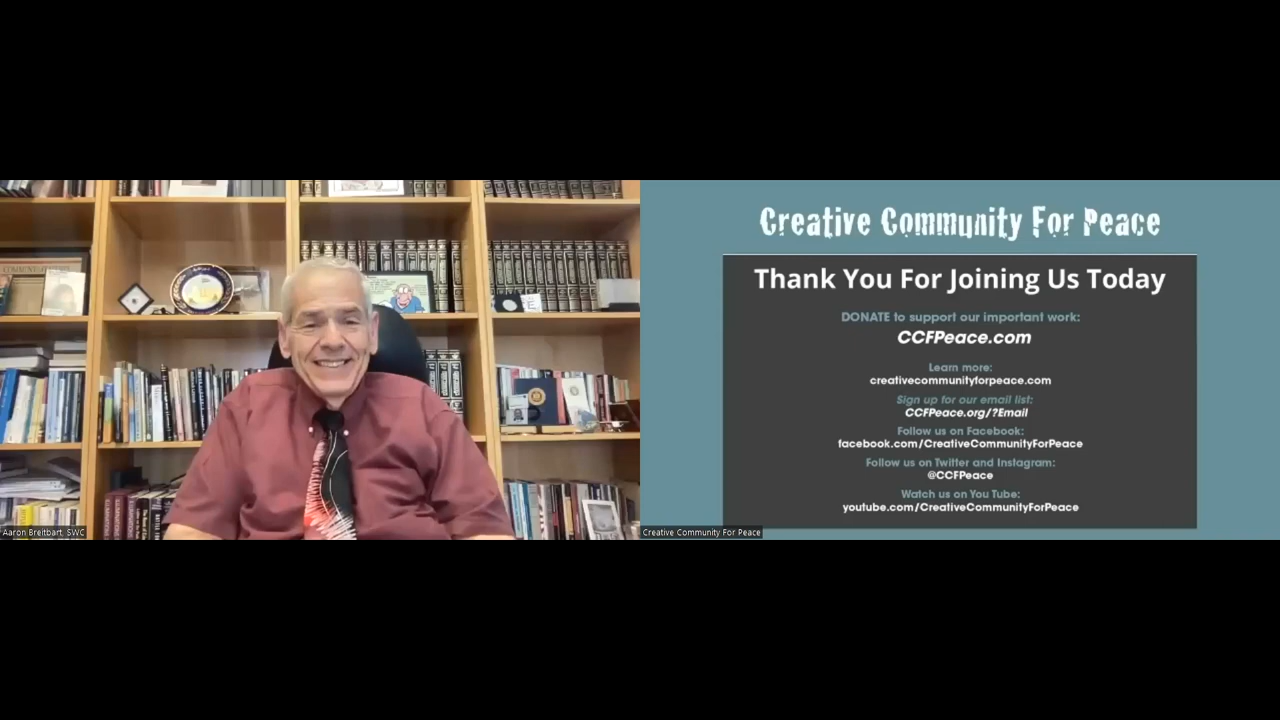 Aaron Breitbart, SWC
Creative Community For Peace
Thank You For Joining Us Today
DONATE to support our important work:
CCFPeace.com
Learn more:
creativecommunityforpeace.com
Sign up for our email list:
CCFPeace.org/?Email
Follow us on Facebook:
facebook.com/CreativeCommunityForPeace
Follow us on Twitter and Instagram:
@CCFPeace
Watch us on You Tube:
youtube.com/CreativeCommunityForPeace
Creative Community For Peace